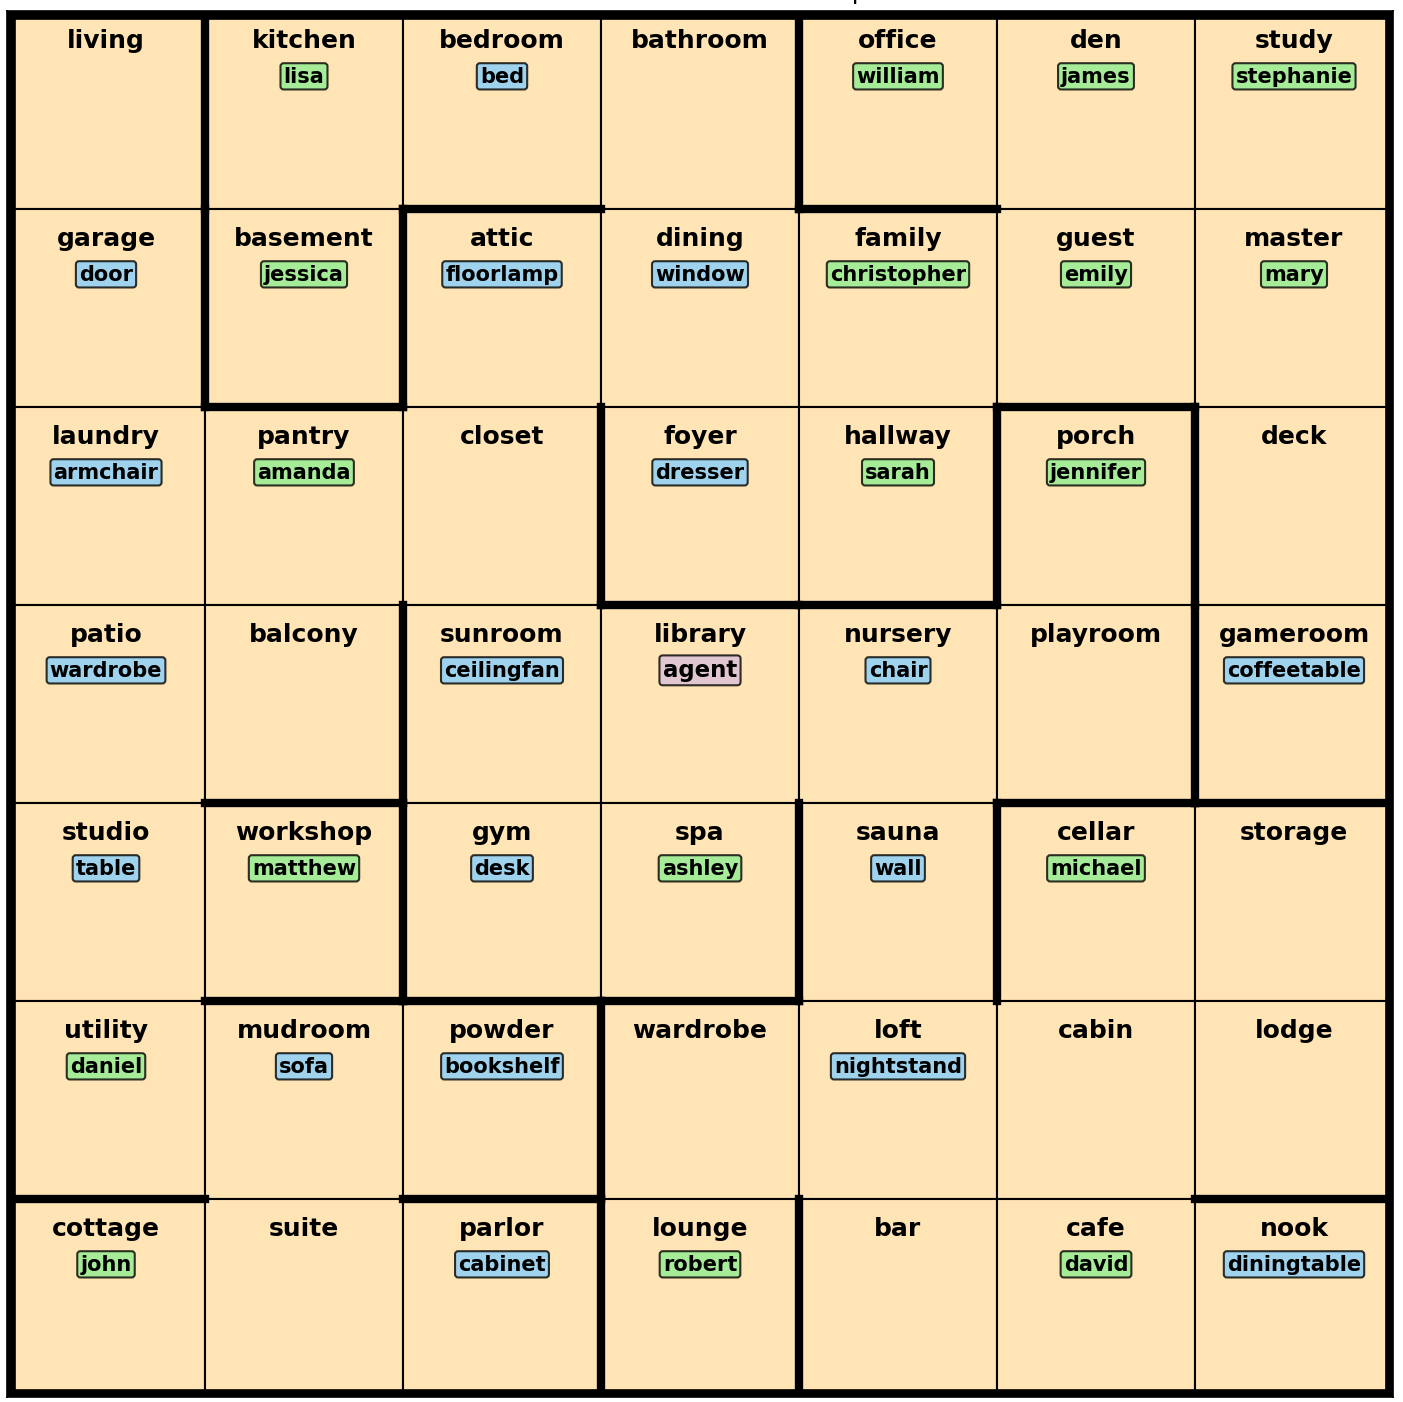 living kitchen bedroom bathroom office den study
lisa bed william james stephanie
garage basement attic dining family guest master
door jessica floorlamp window christopher emily mary
laundry pantry closet foyer hallway porch deck
armchair amanda dresser sarah jennifer
patio balcony sunroom library nursery playroom gameroom
wardrobe ceilingfan agent chair coffeetable
studio workshop gym spa sauna cellar storage
table matthew desk ashley wall michael
utility mudroom powder wardrobe loft cabin lodge
daniel sofa bookshelf nightstand
cottage suite parlor lounge bar cafe nook
john cabinet robert david diningtable